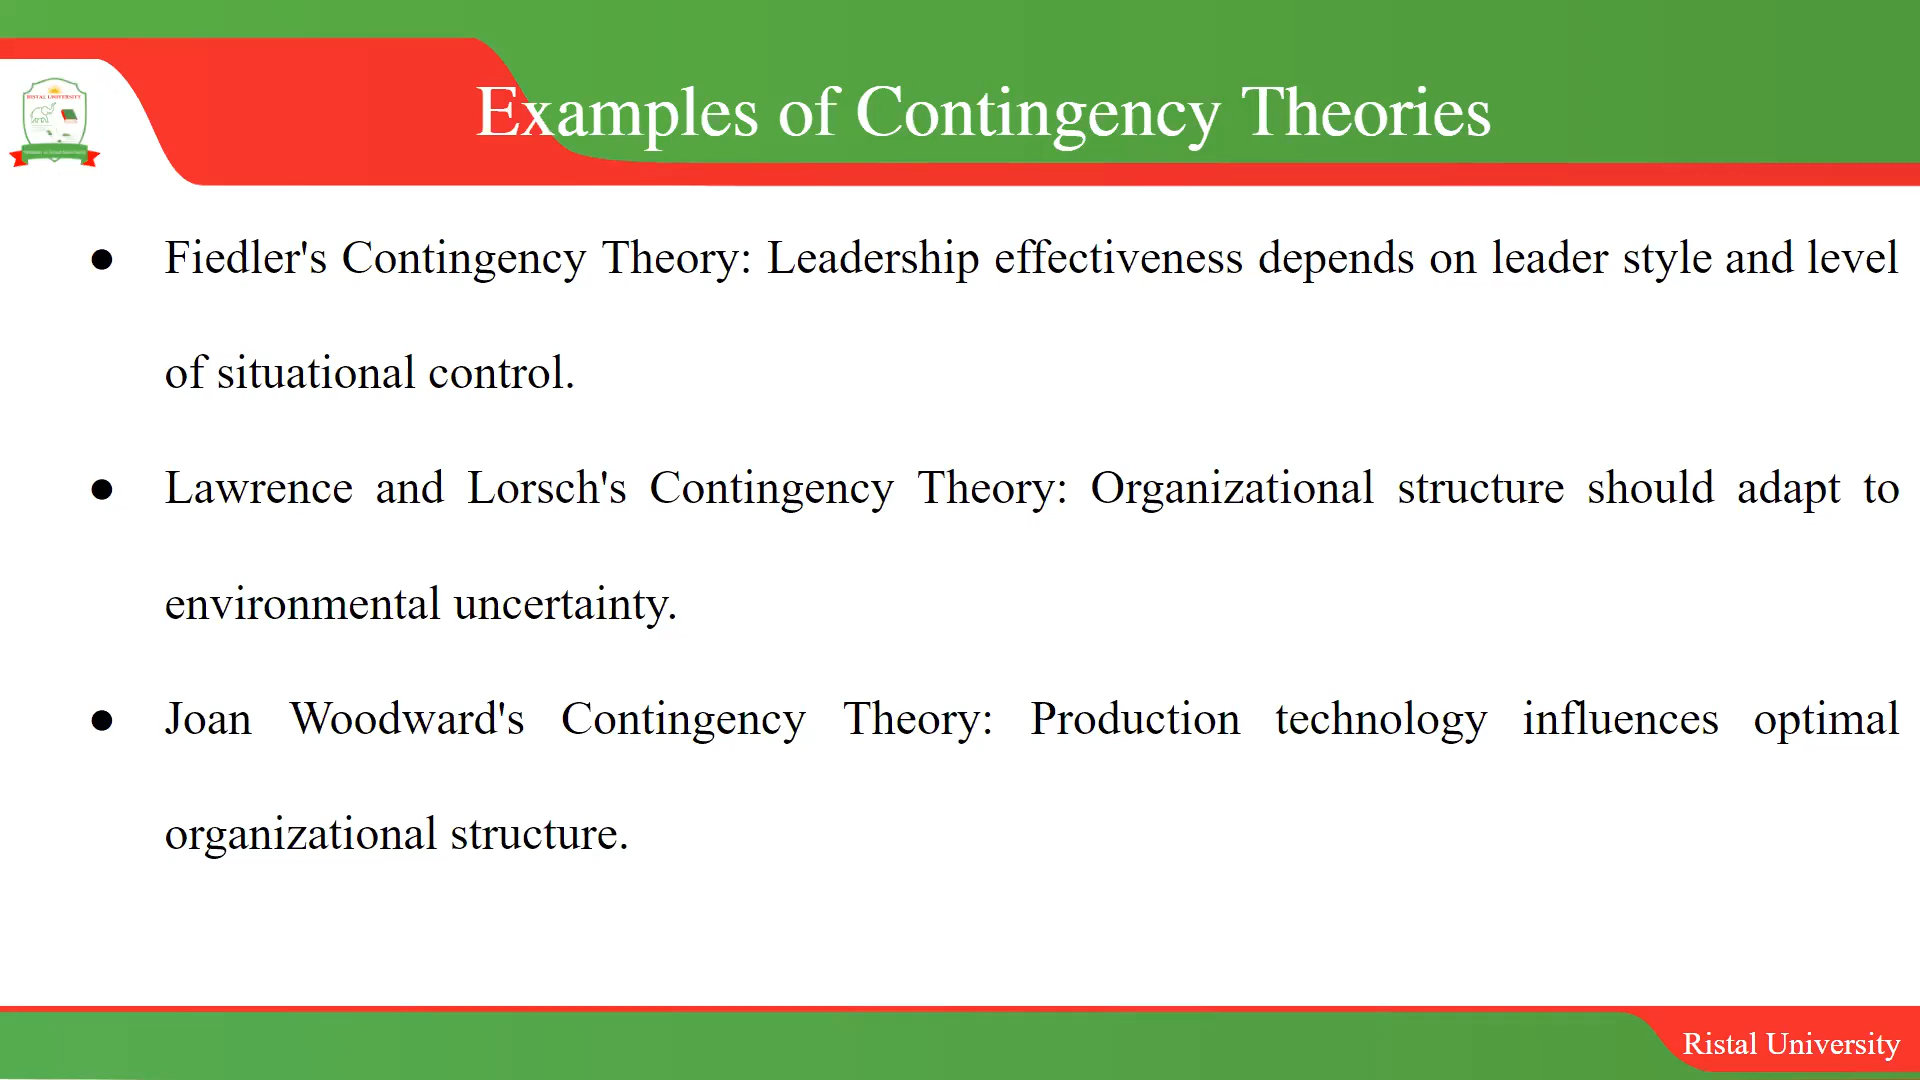 RISTAL UNIVERSITY
Examples of Contingency Theories
● Fiedler's Contingency Theory: Leadership effectiveness depends on leader style and level
of situational control.
● Lawrence and Lorsch's Contingency Theory: Organizational structure should adapt to
environmental uncertainty.
● Joan Woodward's Contingency Theory: Production technology influences optimal
organizational structure.
Ristal University